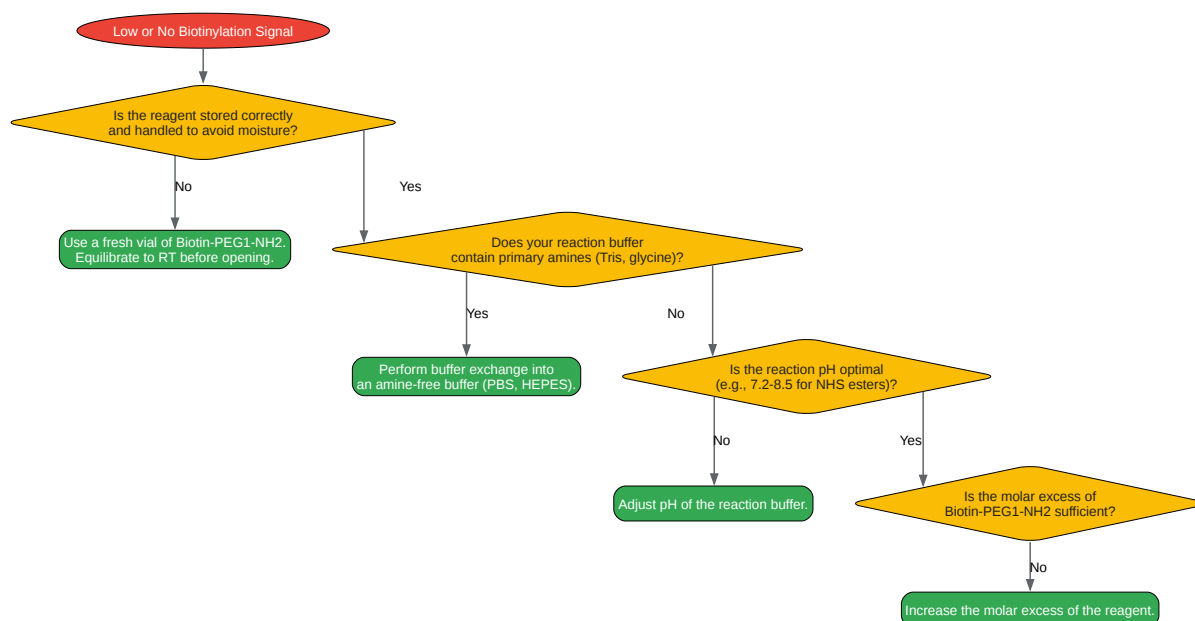 Low or No Biotinylation Signal
Is the reagent stored correctly
and handled to avoid moisture?
No
Yes
Use a fresh vial of Biotin-PEG1-NH2.
Equilibrate to RT before opening.
Does your reaction buffer
contain primary amines (Tris, glycine)?
Yes
No
Perform buffer exchange into
an amine-free buffer (PBS, HEPES).
Is the reaction pH optimal
(e.g., 7.2-8.5 for NHS esters)?
No
Yes
Adjust pH of the reaction buffer.
Is the molar excess of
Biotin-PEG1-NH2 sufficient?
No
Increase the molar excess of the reagent.